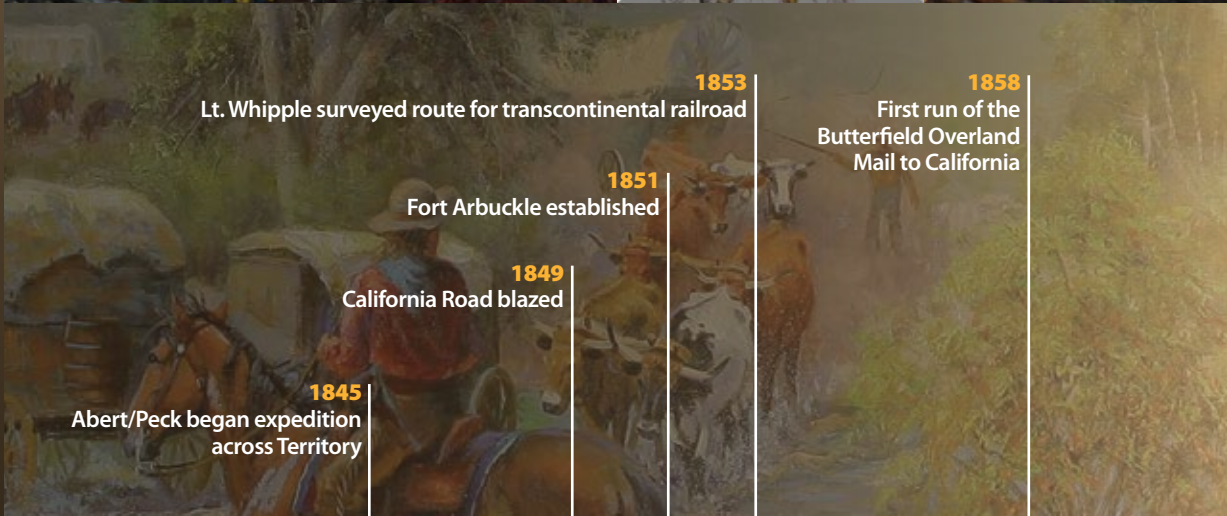 1853
Lt. Whipple surveyed route for transcontinental railroad
1858
First run of the
Butterfield Overland
Mail to California
1851
Fort Arbuckle established
1849
California Road blazed
1845
Abert/Peck began expedition
across Territory